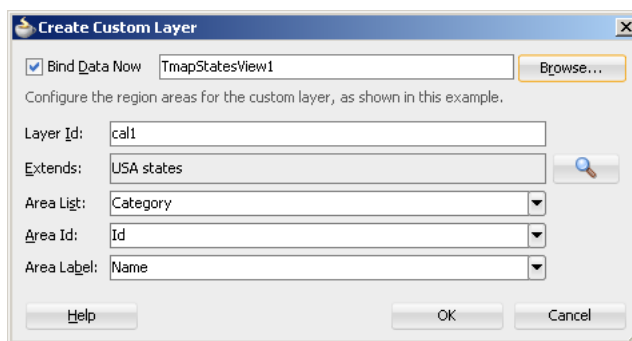 Create Custom Layer
Bind Data Now TmapStatesView1 Browse...
Configure the region areas for the custom layer, as shown in this example.
Layer Id: cal1
Extends: USA states
Area List: Category
Area Id: Id
Area Label: Name
Help OK Cancel